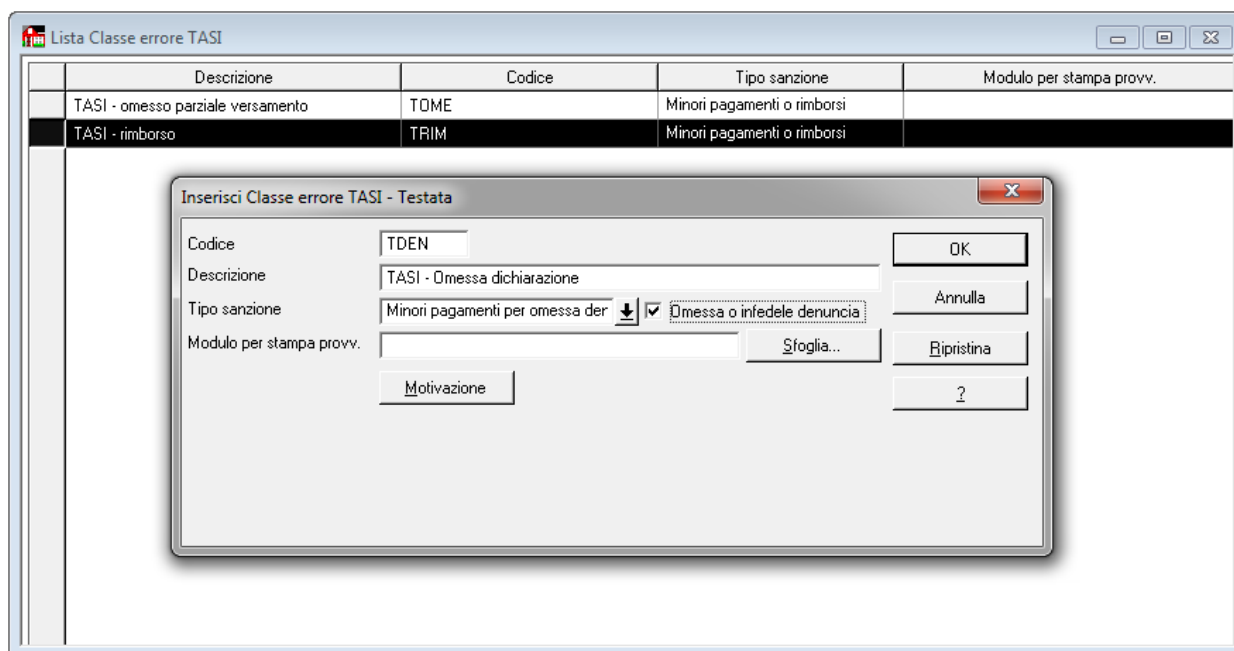 Lista Classe errore TASI
Descrizione Codice Tipo sanzione Modulo per stampa provv.
TASI - omesso parziale versamento TOME Minori pagamenti o rimborsi
TASI - rimborso TRIM Minori pagamenti o rimborsi
Inserisci Classe errore TASI - Testata
Codice TDEN OK
Descrizione TASI - Omessa dichiarazione
Annulla
Tipo sanzione Minori pagamenti per omessa der Omessa o infedele denuncia
Modulo per stampa provv. Sfoglia... Ripristina
Motivazione ?